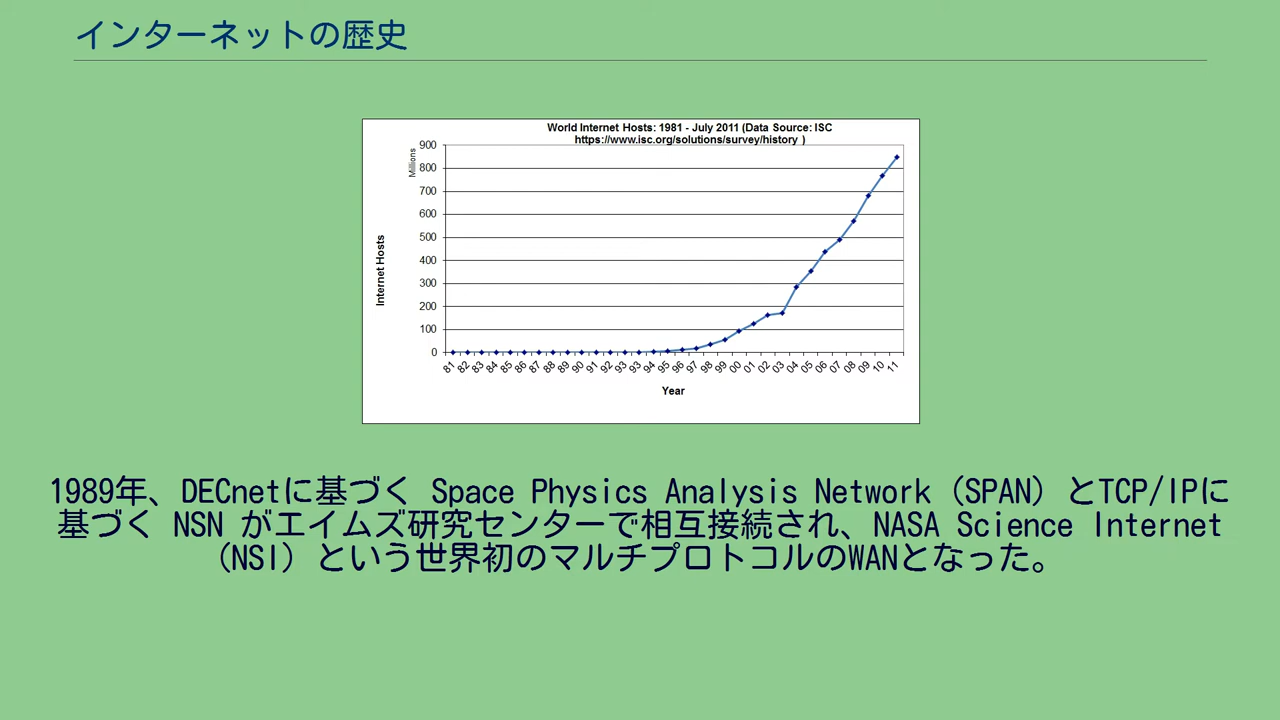 インターネットの歴史
World Internet Hosts: 1981 - July 2011 (Data Source: ISC
https://www.isc.org/solutions/survey/history )
Millions
Internet Hosts
900
800
700
600
500
400
300
200
100
0
81 82 83 84 85 86 87 88 89 90 91 92 93 93 94 95 96 97 98 99 00 01 02 03 04 05 06 07 08 09 10 11
Year
1989年、DECnetに基づく Space Physics Analysis Network（SPAN）とTCP/IPに
基づく NSN がエイムズ研究センターで相互接続され、NASA Science Internet
（NSI）という世界初のマルチプロトコルのWANとなった。